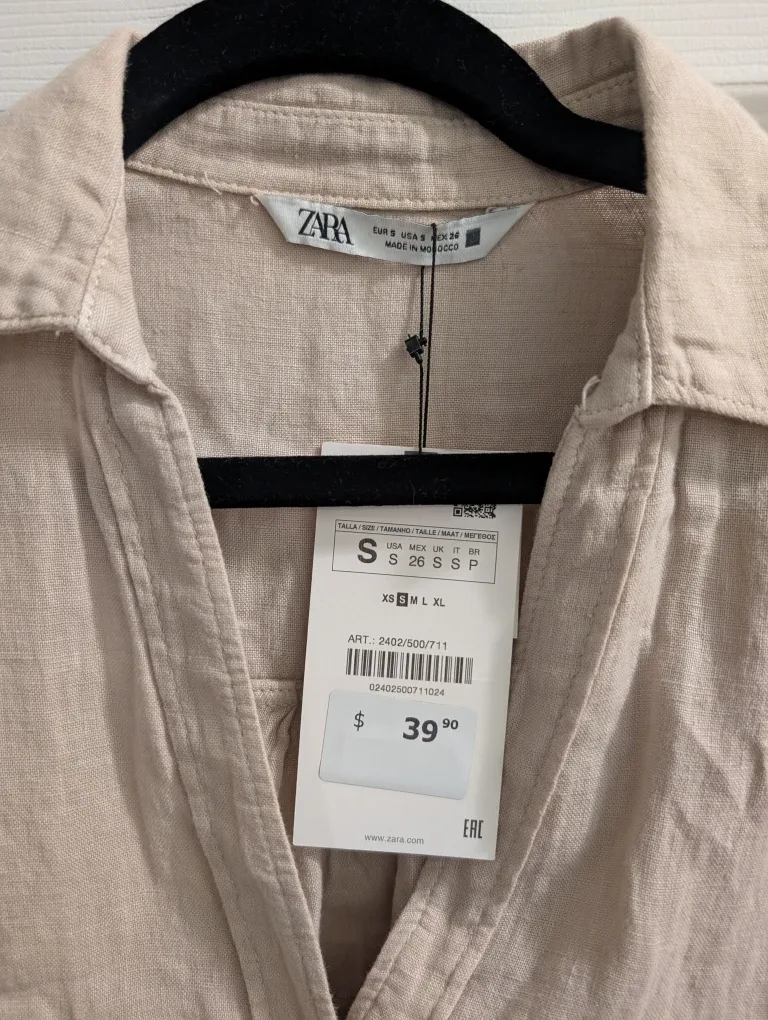 ZARA
EUR S USA S MEX 26
MADE IN MOROCCO
TALLA / SIZE / TAMANHO / TAILLE / MAAT / ΜΕΓΕΘΟΣ
S
USA MEX UK IT BR
S 26 S S P
XS S M L XL
ART.: 2402/500/711
02402500711024
$ 39 90
www.zara.com
EAC